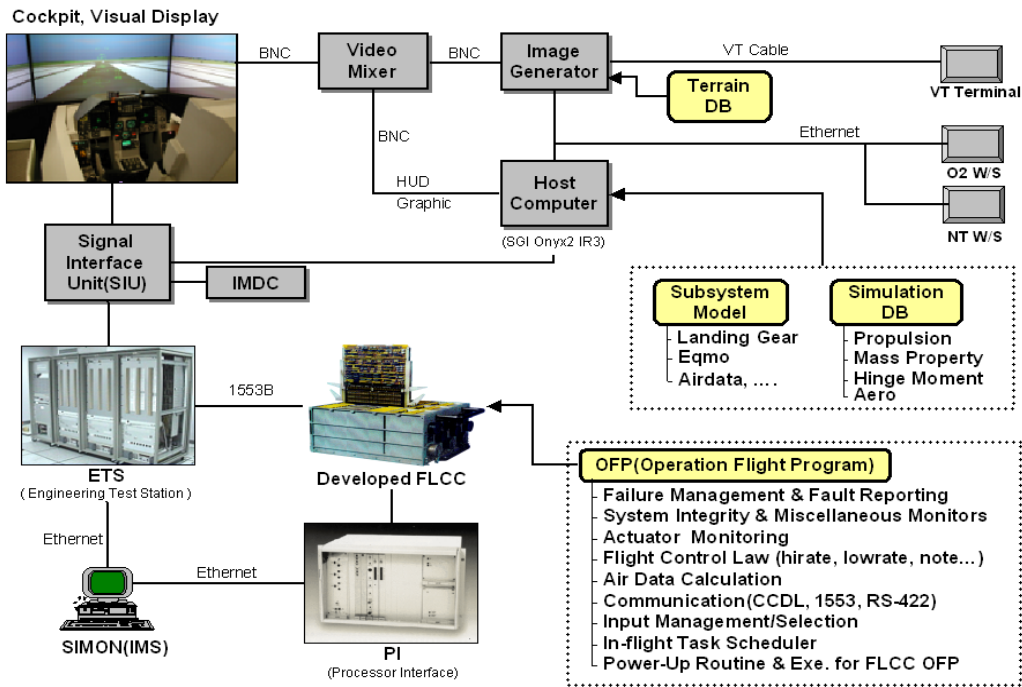 Cockpit, Visual Display
BNC
Video
Mixer
BNC
Image
Generator
VT Cable
VT Terminal
Terrain
DB
Ethernet
O2 W/S
NT W/S
BNC
HUD
Graphic
Host
Computer
(SGI Onyx2 IR3)
Signal
Interface
Unit(SIU)
IMDC
Subsystem
Model
Landing Gear
Eqmo
Airdata, ....
Simulation
DB
Propulsion
Mass Property
Hinge Moment
Aero
1553B
ETS
( Engineering Test Station )
Developed FLCC
OFP(Operation Flight Program)
Failure Management & Fault Reporting
System Integrity & Miscellaneous Monitors
Actuator Monitoring
Flight Control Law (hirate, lowrate, note...)
Air Data Calculation
Communication(CCDL, 1553, RS-422)
Input Management/Selection
In-flight Task Scheduler
Power-Up Routine & Exe. for FLCC OFP
Ethernet
Ethernet
SIMON(IMS)
PI
(Processor Interface)